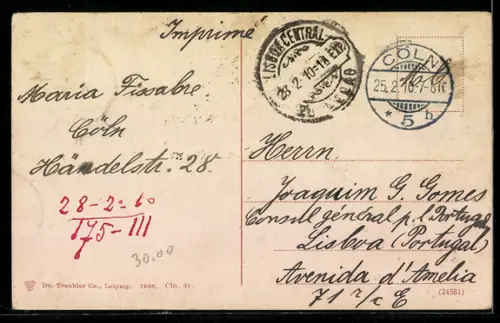 Imprimé
LISBOA CENTRAL
28.2.10
CÖLN
25.2.10.7-8N
* 5 h
Maria Fissabre
Cöln
Händelstr. 28.
28-2-10
175-III
30,00
Herrn
Joaquim G. Gomes
Consul général p. l Portugal
Lisboa (Portugal)
Avenida d'Amelia
71 r/c E
Dr. Trenkler Co., Leipzig. 1906. Cln. 31.
(24581)